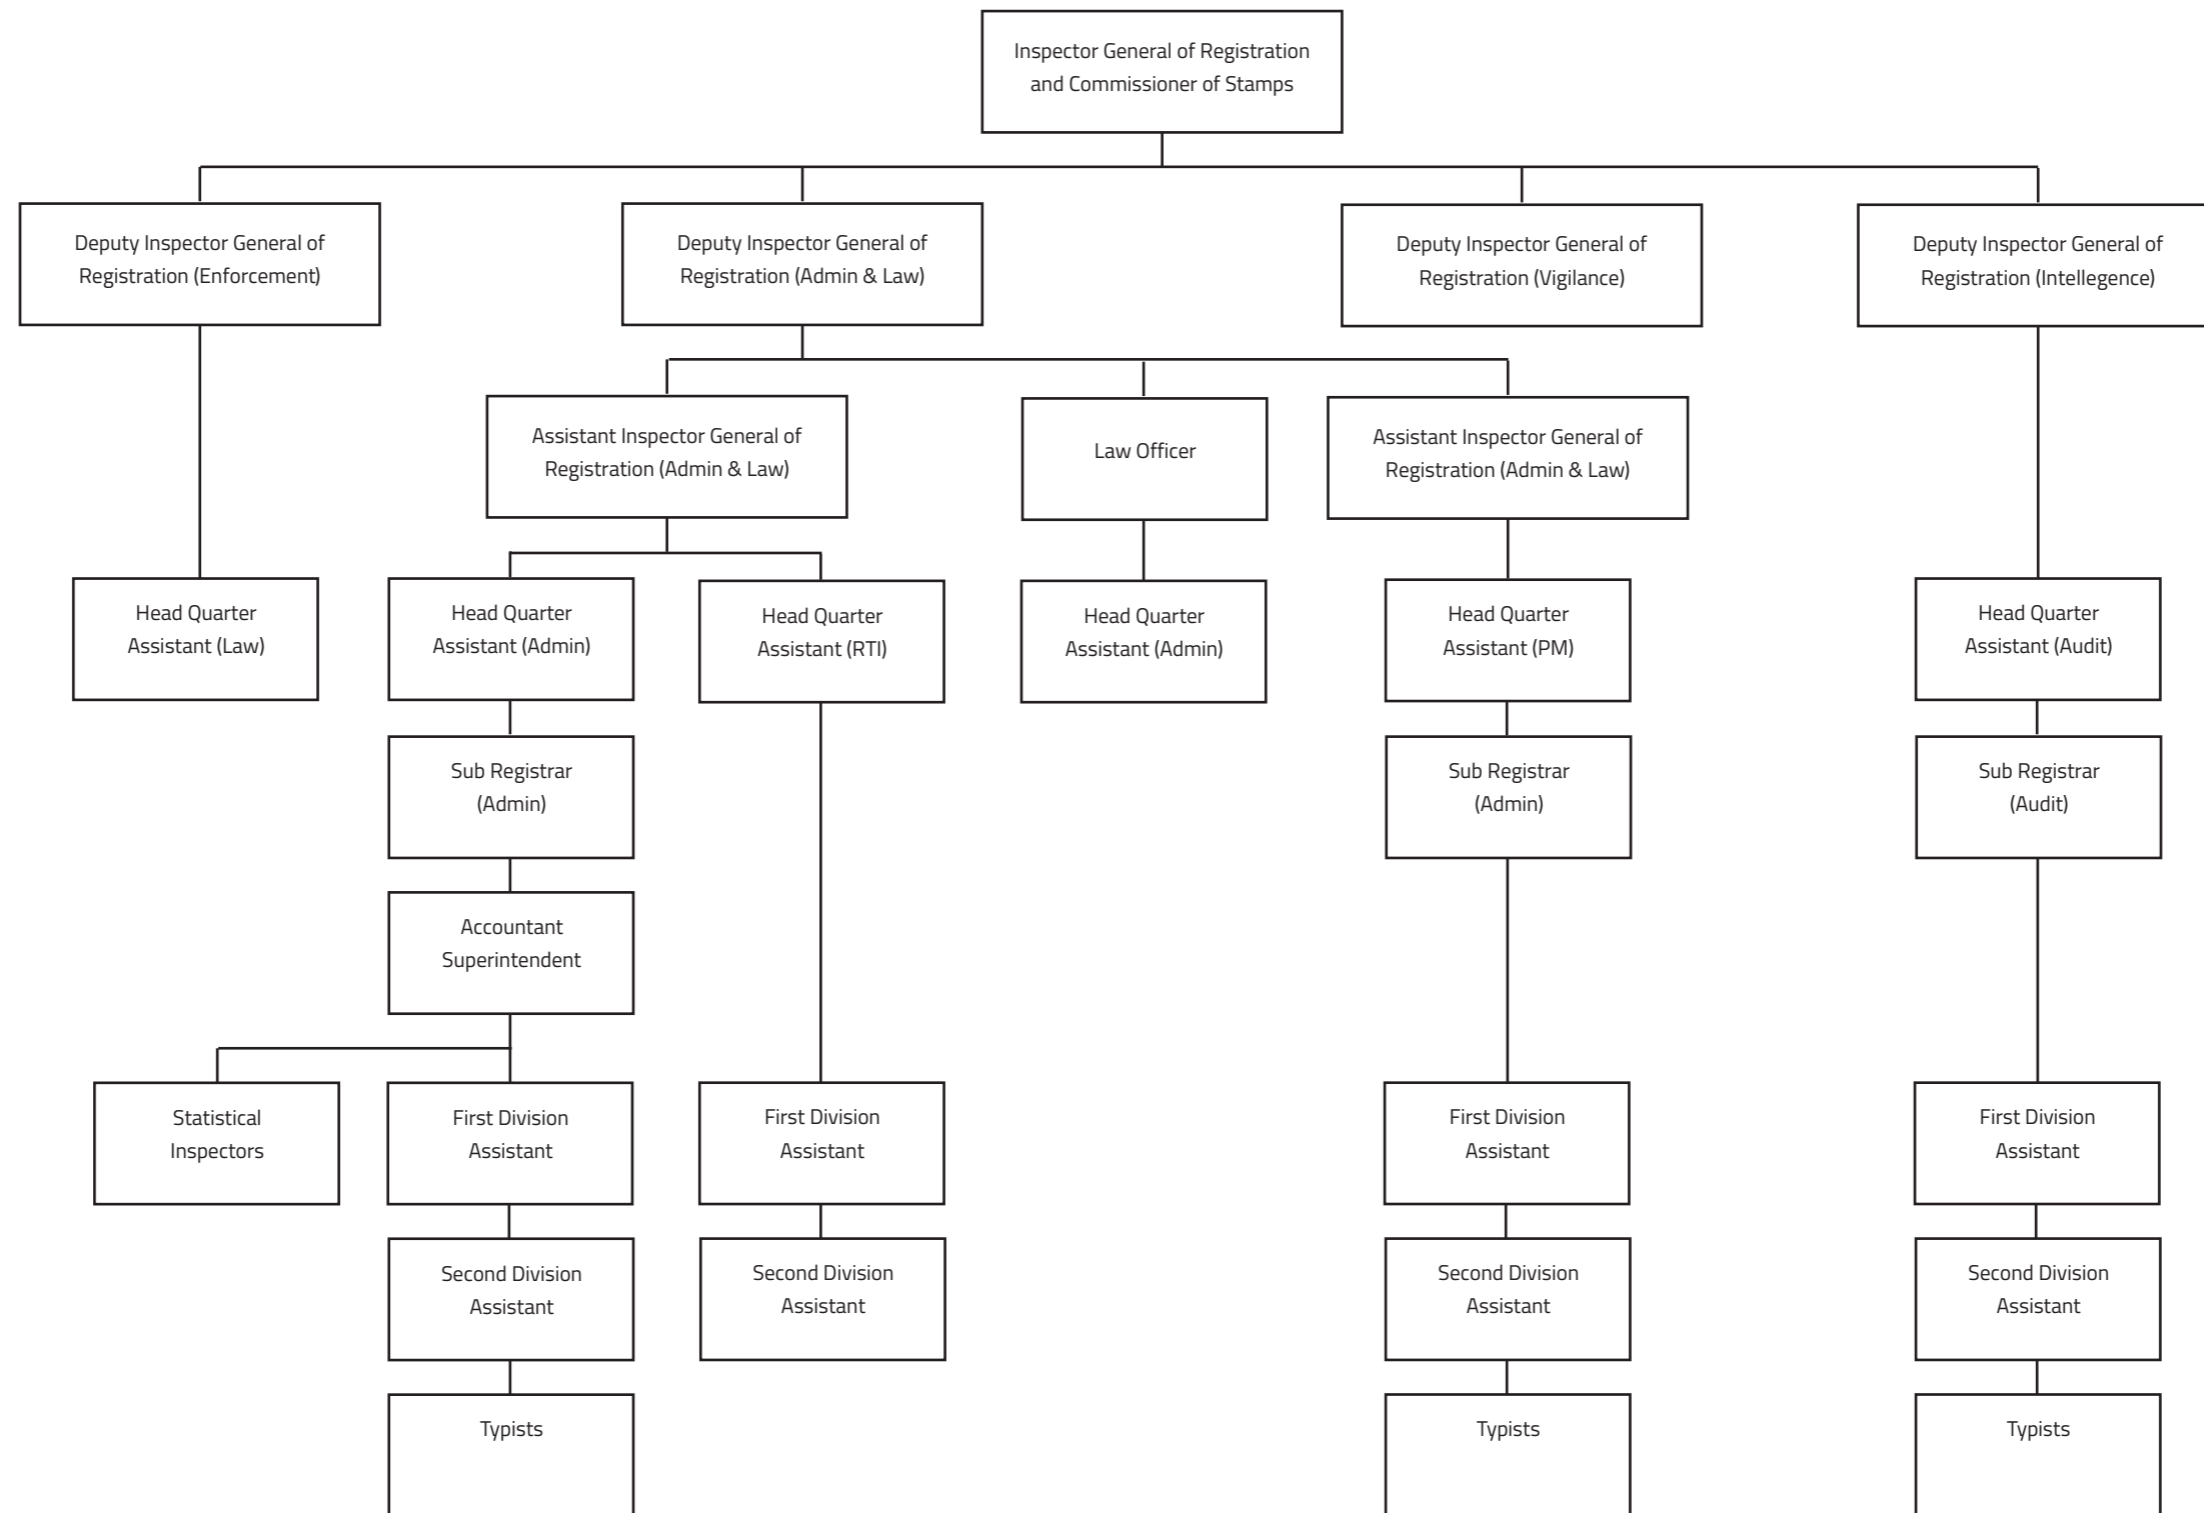 Inspector General of Registration
and Commissioner of Stamps
Deputy Inspector General of
Registration (Enforcement)
Deputy Inspector General of
Registration (Admin & Law)
Deputy Inspector General of
Registration (Vigilance)
Deputy Inspector General of
Registration (Intellegence)
Assistant Inspector General of
Registration (Admin & Law)
Law Officer
Assistant Inspector General of
Registration (Admin & Law)
Head Quarter
Assistant (Law)
Head Quarter
Assistant (Admin)
Head Quarter
Assistant (RTI)
Head Quarter
Assistant (Admin)
Head Quarter
Assistant (PM)
Head Quarter
Assistant (Audit)
Sub Registrar
(Admin)
Sub Registrar
(Admin)
Sub Registrar
(Audit)
Accountant
Superintendent
Statistical
Inspectors
First Division
Assistant
First Division
Assistant
First Division
Assistant
First Division
Assistant
Second Division
Assistant
Second Division
Assistant
Second Division
Assistant
Second Division
Assistant
Typists
Typists
Typists